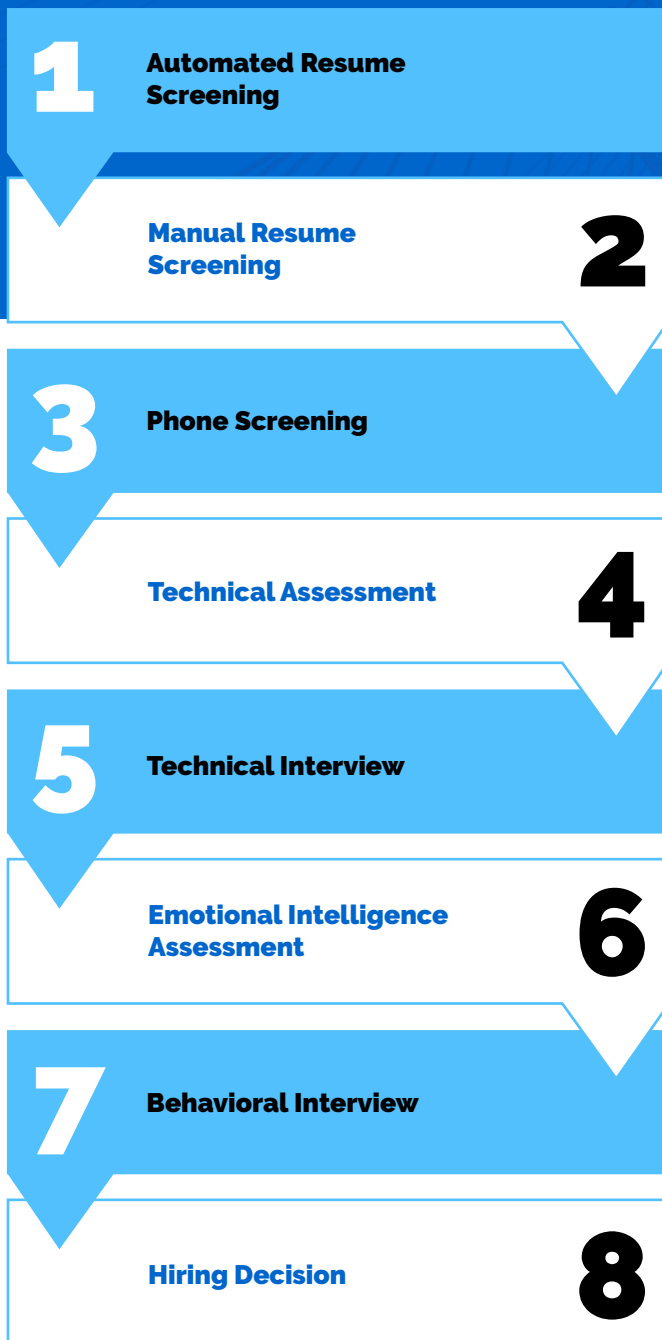 1
Automated Resume
Screening
Manual Resume
Screening
2
3
Phone Screening
Technical Assessment
4
5
Technical Interview
Emotional Intelligence
Assessment
6
7
Behavioral Interview
Hiring Decision
8